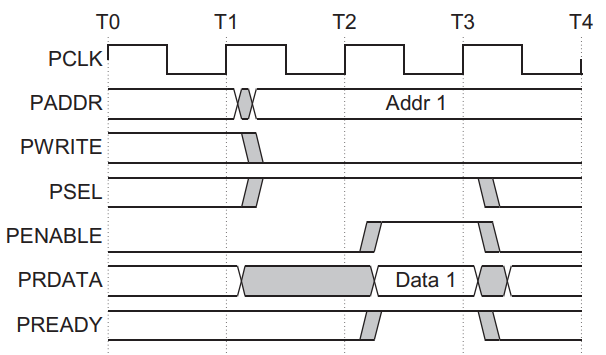 T0 T1 T2 T3 T4
PCLK
PADDR Addr 1
PWRITE
PSEL
PENABLE
PRDATA Data 1
PREADY